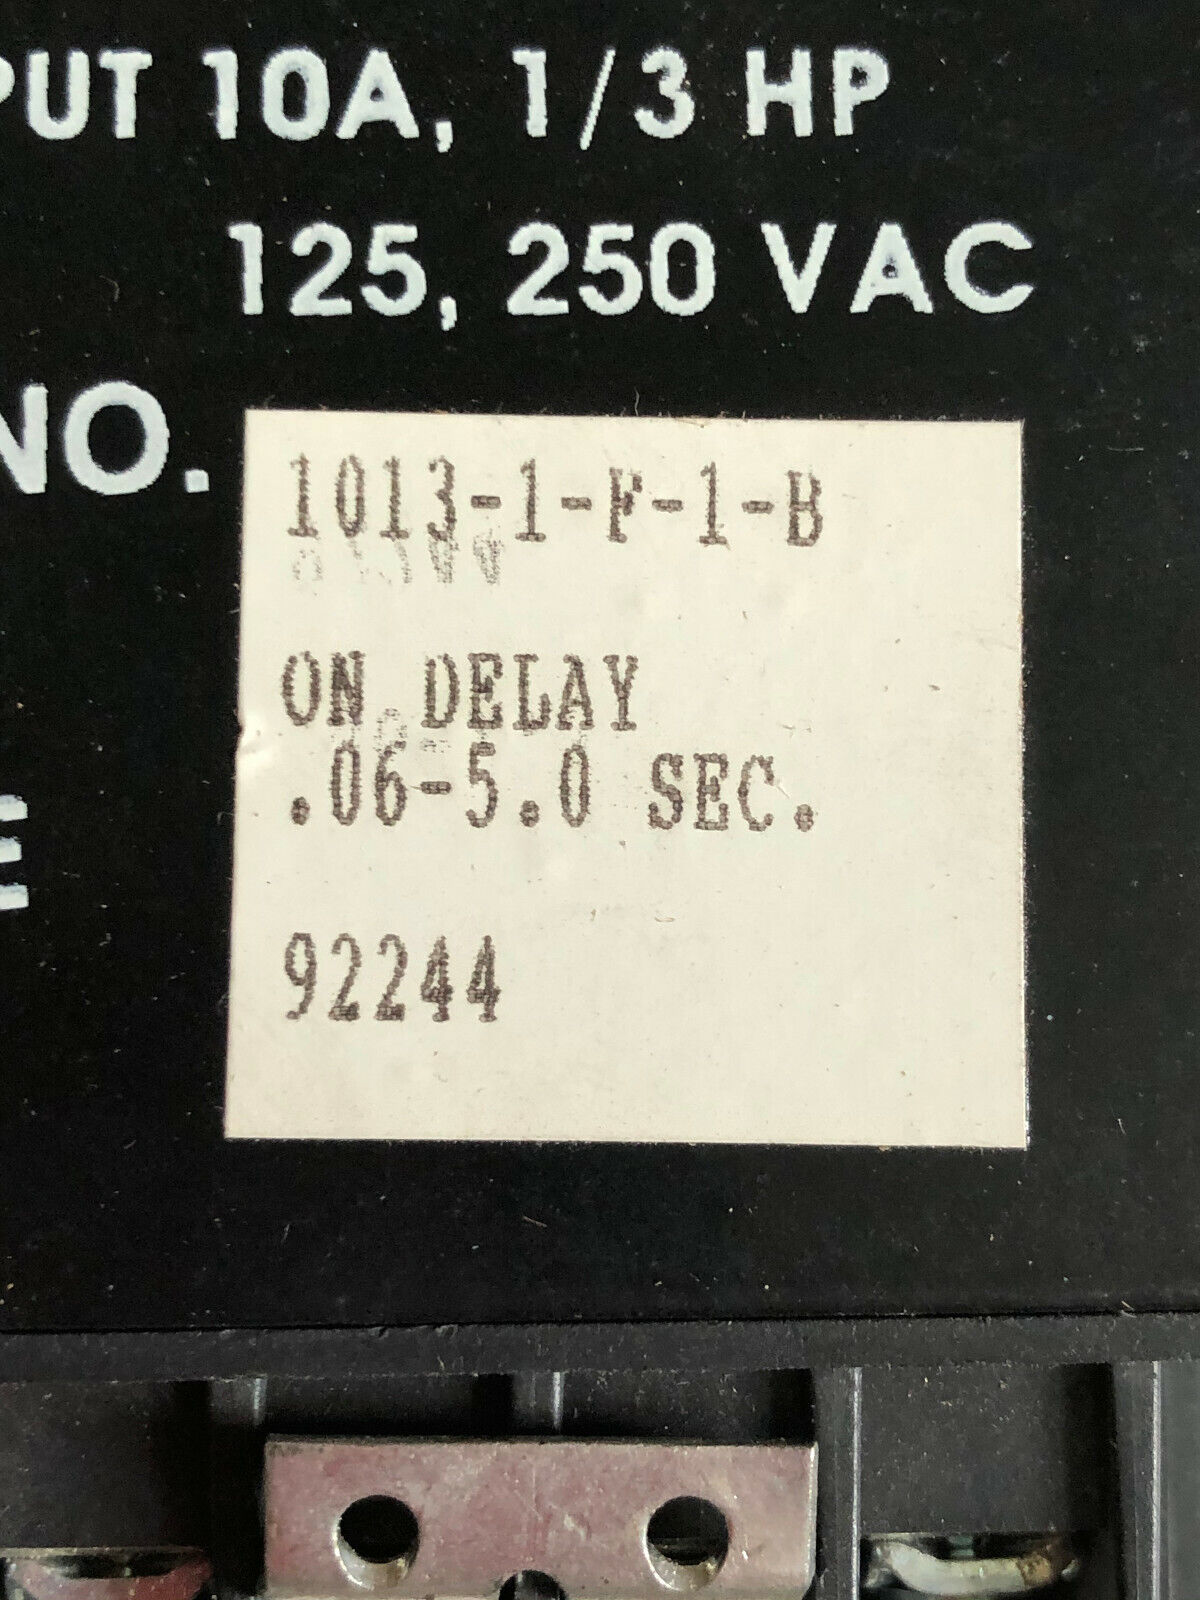 PUT 10A, 1/3 HP
125, 250 VAC
NO.
1013-1-F-1-B
ON DELAY
.06-5.0 SEC.
92244
E